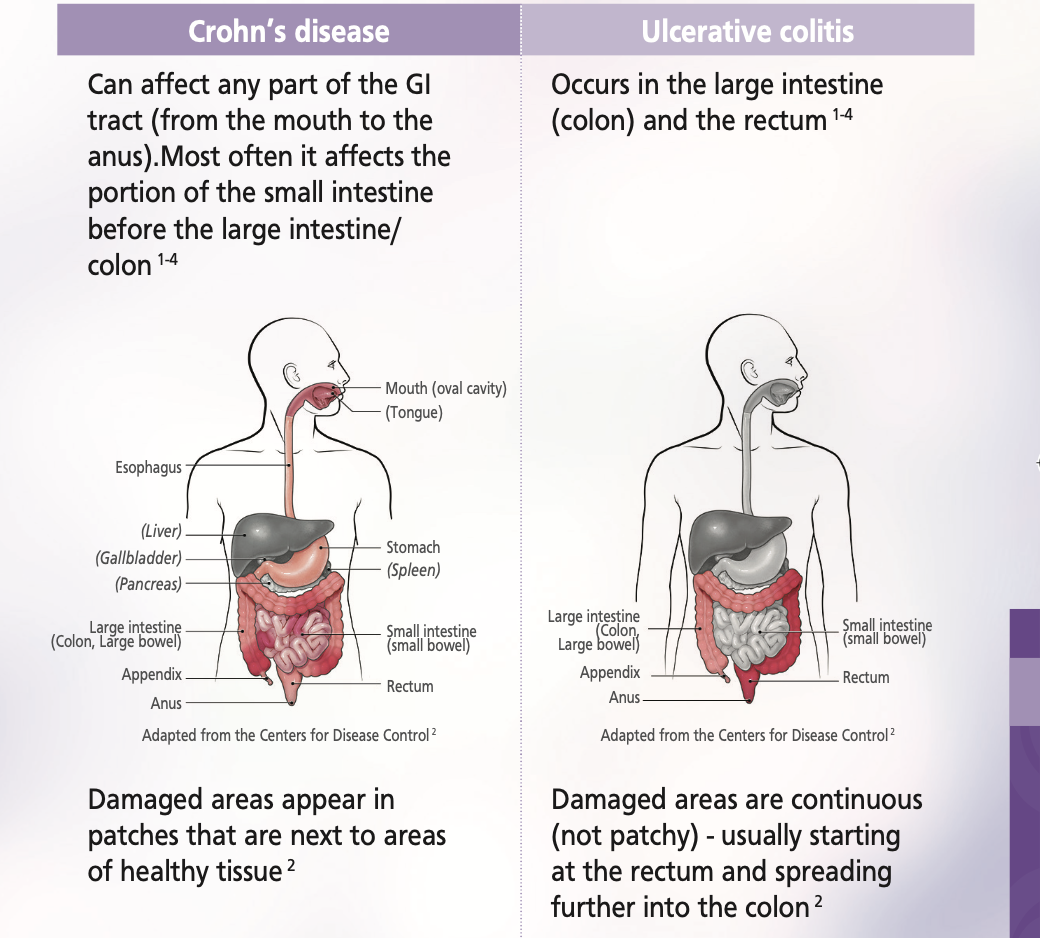 Crohn's disease
Can affect any part of the GI
tract (from the mouth to the
anus).Most often it affects the
portion of the small intestine
before the large intestine/
colon 1-4
Mouth (oval cavity)
(Tongue)
Esophagus
(Liver)
(Gallbladder)
(Pancreas)
Stomach
(Spleen)
Large intestine
(Colon, Large bowel)
Small intestine
(small bowel)
Appendix
Rectum
Anus
Adapted from the Centers for Disease Control 2
Damaged areas appear in
patches that are next to areas
of healthy tissue 2
Ulcerative colitis
Occurs in the large intestine
(colon) and the rectum 1-4
Large intestine
(Colon,
Large bowel)
Small intestine
(small bowel)
Appendix
Rectum
Anus
Adapted from the Centers for Disease Control 2
Damaged areas are continuous
(not patchy) - usually starting
at the rectum and spreading
further into the colon 2